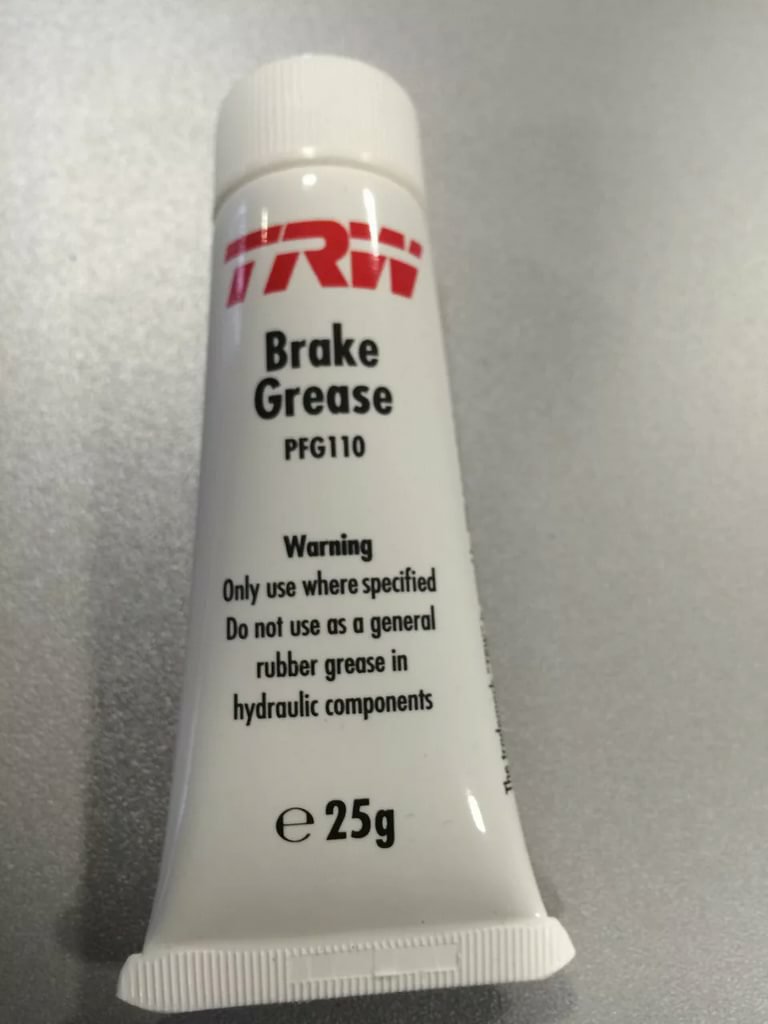 TRW
Brake
Grease
PFG110
Warning
Only use where specified
Do not use as a general
rubber grease in
hydraulic components
℮ 25g
The